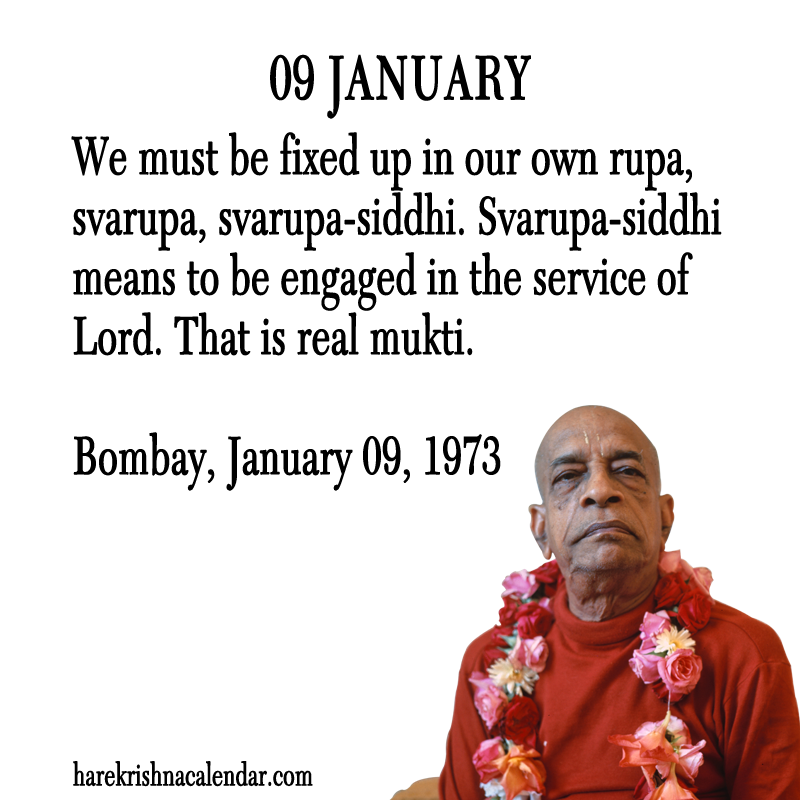 09 JANUARY
We must be fixed up in our own rupa,
svarupa, svarupa-siddhi. Svarupa-siddhi
means to be engaged in the service of
Lord. That is real mukti.
Bombay, January 09, 1973
harekrishnacalendar.com